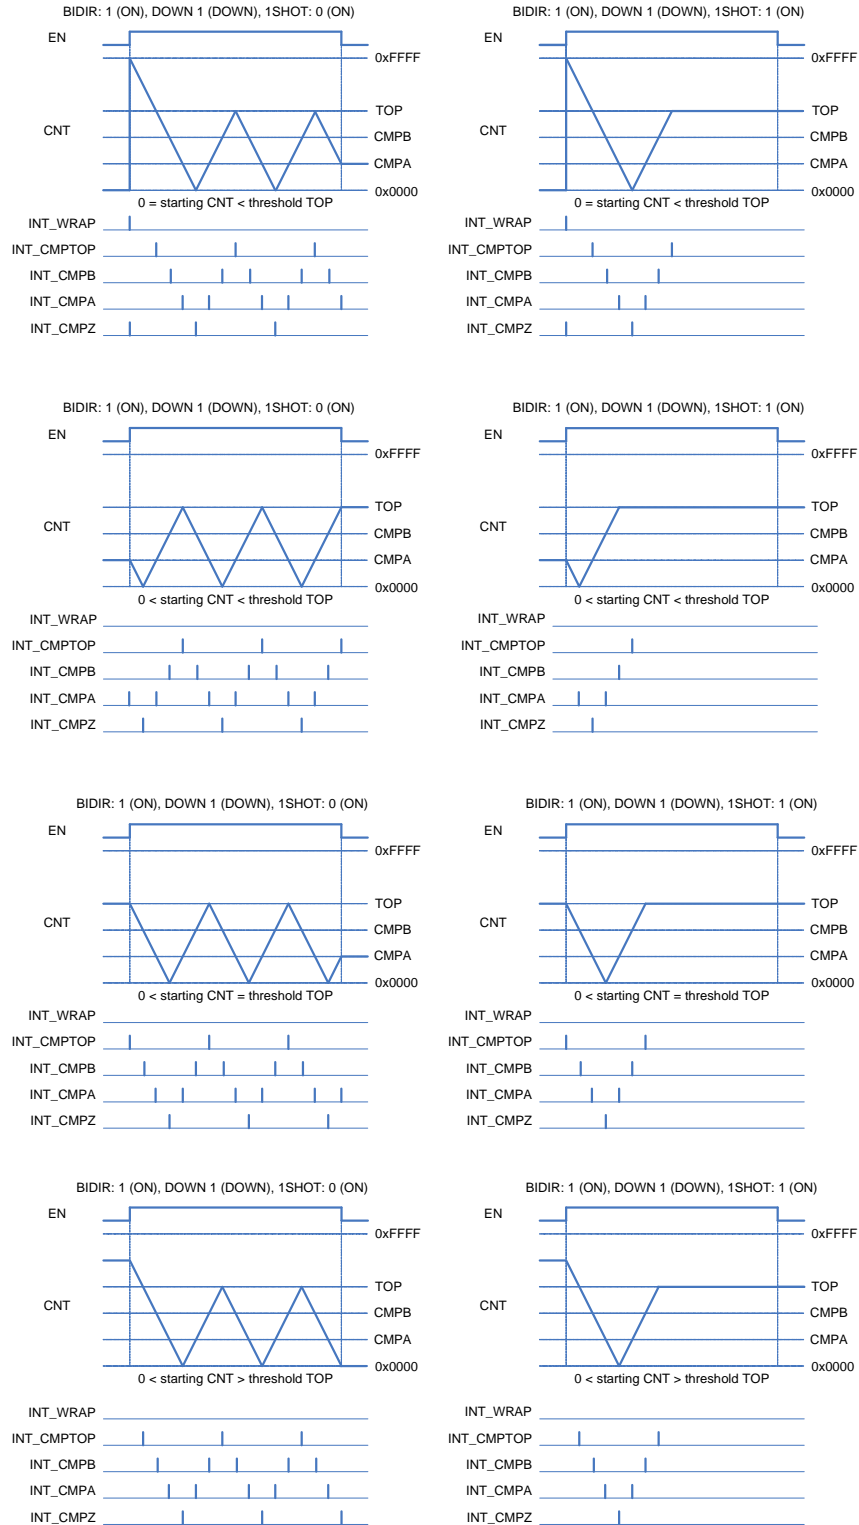 BIDIR: 1 (ON), DOWN 1 (DOWN), 1SHOT: 0 (ON)
EN
0xFFFF
TOP
CNT
CMPB
CMPA
0x0000
0 = starting CNT < threshold TOP
INT_WRAP
INT_CMPTOP
INT_CMPB
INT_CMPA
INT_CMPZ
BIDIR: 1 (ON), DOWN 1 (DOWN), 1SHOT: 1 (ON)
EN
0xFFFF
TOP
CNT
CMPB
CMPA
0x0000
0 = starting CNT < threshold TOP
INT_WRAP
INT_CMPTOP
INT_CMPB
INT_CMPA
INT_CMPZ
BIDIR: 1 (ON), DOWN 1 (DOWN), 1SHOT: 0 (ON)
EN
0xFFFF
TOP
CNT
CMPB
CMPA
0x0000
0 < starting CNT < threshold TOP
INT_WRAP
INT_CMPTOP
INT_CMPB
INT_CMPA
INT_CMPZ
BIDIR: 1 (ON), DOWN 1 (DOWN), 1SHOT: 1 (ON)
EN
0xFFFF
TOP
CNT
CMPB
CMPA
0x0000
0 < starting CNT < threshold TOP
INT_WRAP
INT_CMPTOP
INT_CMPB
INT_CMPA
INT_CMPZ
BIDIR: 1 (ON), DOWN 1 (DOWN), 1SHOT: 0 (ON)
EN
0xFFFF
TOP
CNT
CMPB
CMPA
0x0000
0 < starting CNT = threshold TOP
INT_WRAP
INT_CMPTOP
INT_CMPB
INT_CMPA
INT_CMPZ
BIDIR: 1 (ON), DOWN 1 (DOWN), 1SHOT: 1 (ON)
EN
0xFFFF
TOP
CNT
CMPB
CMPA
0x0000
0 < starting CNT = threshold TOP
INT_WRAP
INT_CMPTOP
INT_CMPB
INT_CMPA
INT_CMPZ
BIDIR: 1 (ON), DOWN 1 (DOWN), 1SHOT: 0 (ON)
EN
0xFFFF
TOP
CNT
CMPB
CMPA
0x0000
0 < starting CNT > threshold TOP
INT_WRAP
INT_CMPTOP
INT_CMPB
INT_CMPA
INT_CMPZ
BIDIR: 1 (ON), DOWN 1 (DOWN), 1SHOT: 1 (ON)
EN
0xFFFF
TOP
CNT
CMPB
CMPA
0x0000
0 < starting CNT > threshold TOP
INT_WRAP
INT_CMPTOP
INT_CMPB
INT_CMPA
INT_CMPZ